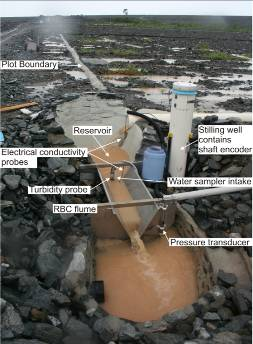 Plot Boundary
Reservoir
Stilling well
contains
shaft encoder
Electrical conductivity
probes
Turbidity probe
Water sampler intake
RBC flume
Pressure transducer